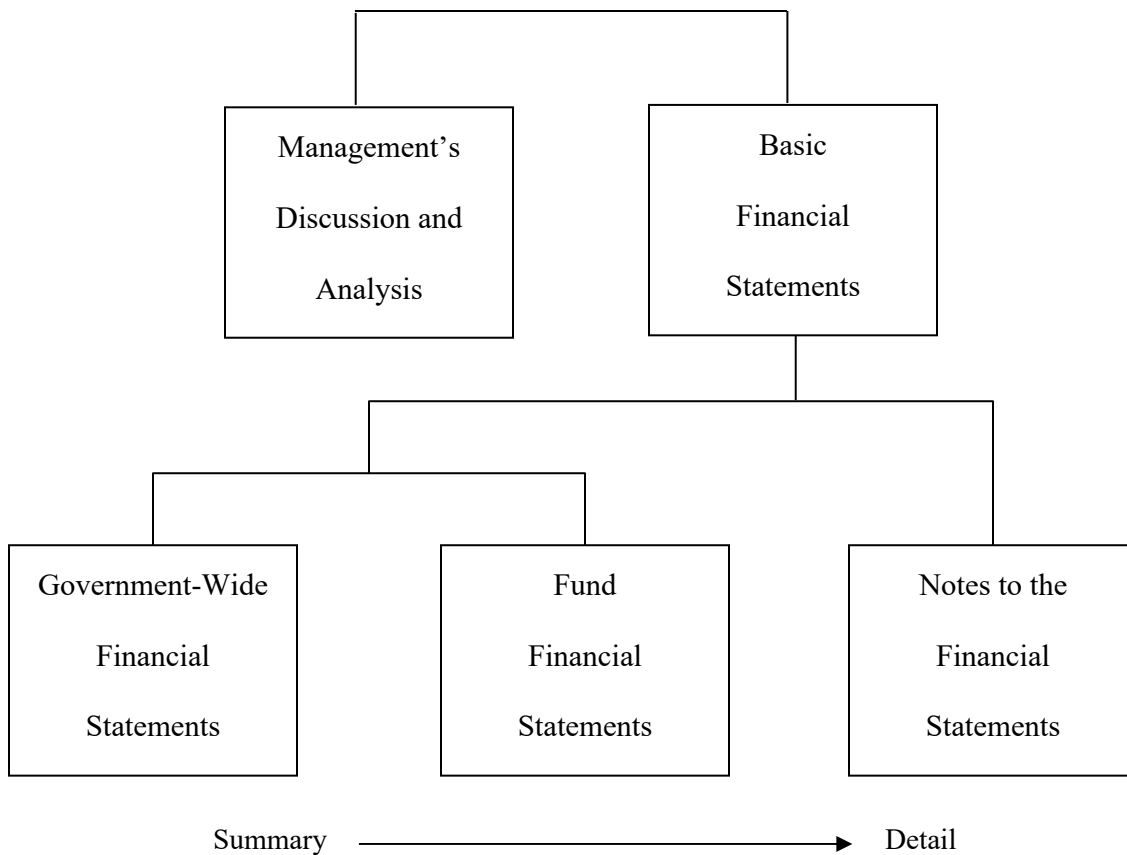 Management’s
Discussion and
Analysis
Basic
Financial
Statements
Government-Wide
Financial
Statements
Fund
Financial
Statements
Notes to the
Financial
Statements
Summary
Detail